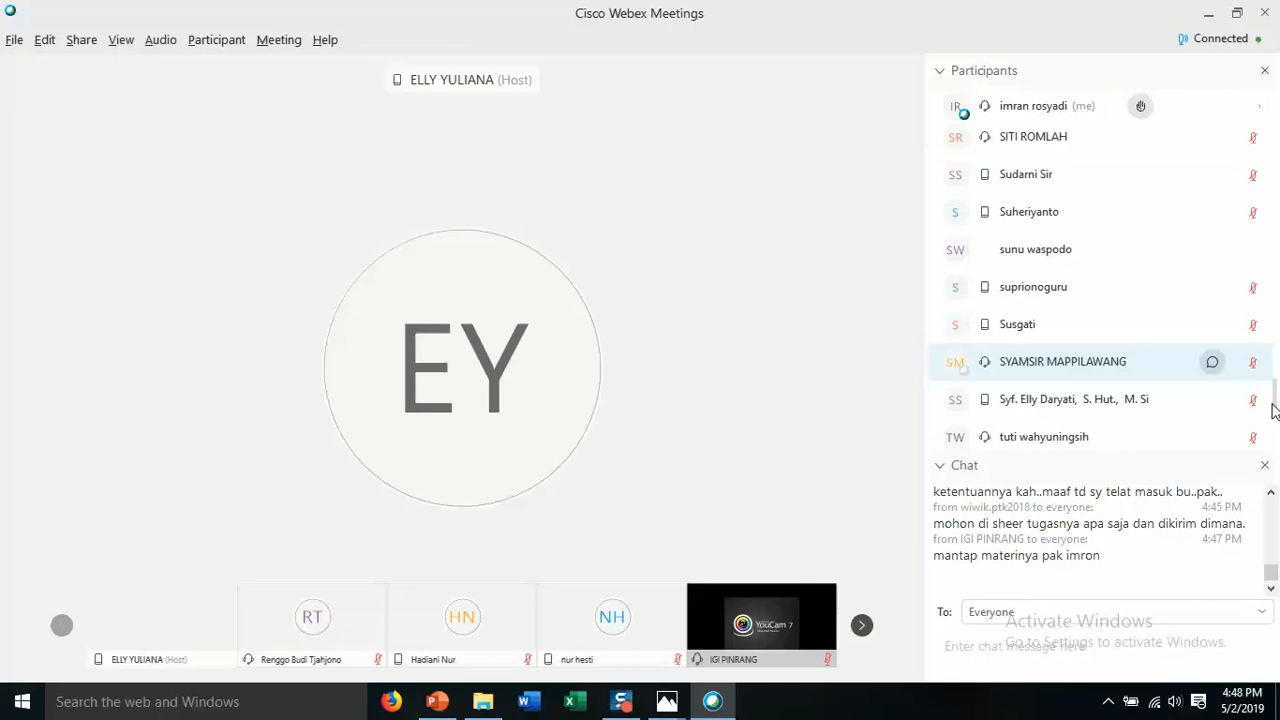 Cisco Webex Meetings
File Edit Share View Audio Participant Meeting Help
Connected
ELLY YULIANA (Host)
EY
Participants
IR imran rosyadi (me)
SR SITI ROMLAH
SS Sudarni Sir
S Suheriyanto
SW sunu waspodo
S suprionoguru
S Susgati
SM SYAMSIR MAPPILAWANG
SS Syf. Elly Daryati, S. Hut., M. Si
TW tuti wahyuningsih
Chat
ketentuannya kah..maaf td sy telat masuk bu..pak..
from wiwik.ptk2018 to everyone: 4:45 PM
mohon di sheer tugasnya apa saja dan dikirim dimana.
from IGI PINRANG to everyone: 4:47 PM
mantap materinya pak imron
To: Everyone
Enter chat message here
Activate Windows
Go to Settings to activate Windows.
RT HN NH YouCam 7
ELLY YULIANA (Host) Renggo Budi Tjahjono Hadiani Nur nur hesti IGI PINRANG
Search the web and Windows
4:48 PM
5/2/2019